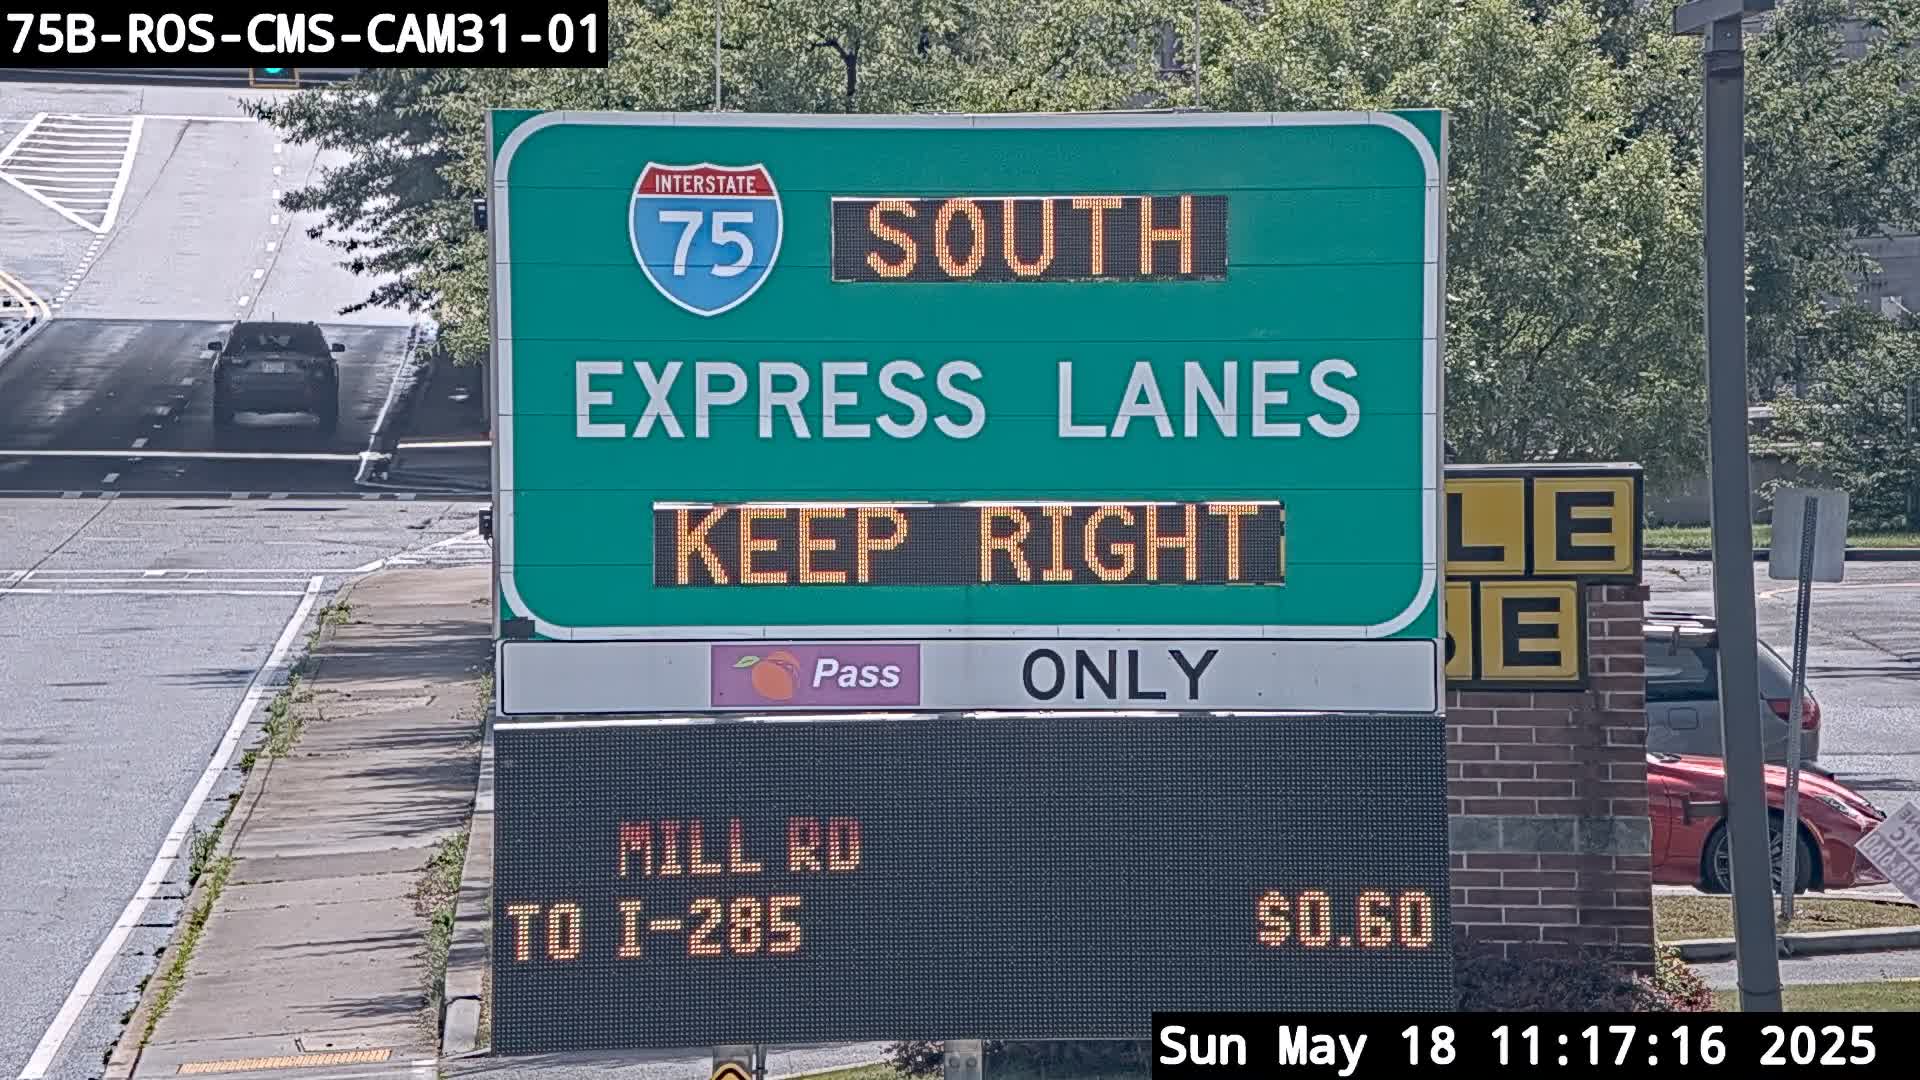 75B-ROS-CMS-CAM31-01
INTERSTATE
75
SOUTH
EXPRESS LANES
KEEP RIGHT
Pass ONLY
MILL RD
TO I-285 $0.60
LE
E
Sun May 18 11:17:16 2025